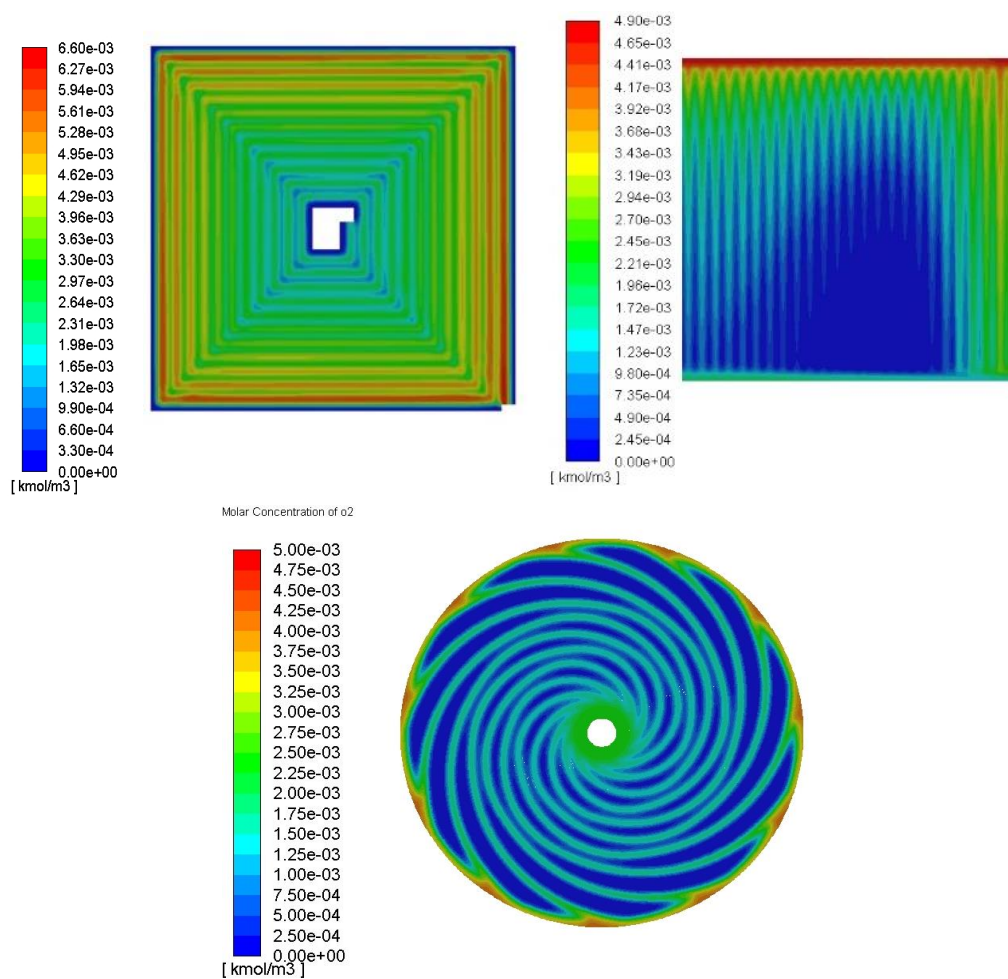 6.60e-03
6.27e-03
5.94e-03
5.61e-03
5.28e-03
4.95e-03
4.62e-03
4.29e-03
3.96e-03
3.63e-03
3.30e-03
2.97e-03
2.64e-03
2.31e-03
1.98e-03
1.65e-03
1.32e-03
9.90e-04
6.60e-04
3.30e-04
0.00e+00
[ kmol/m3 ]
4.90e-03
4.65e-03
4.41e-03
4.17e-03
3.92e-03
3.68e-03
3.43e-03
3.19e-03
2.94e-03
2.70e-03
2.45e-03
2.21e-03
1.96e-03
1.72e-03
1.47e-03
1.23e-03
9.80e-04
7.35e-04
4.90e-04
2.45e-04
0.00e+00
[ kmol/m3 ]
Molar Concentration of o2
5.00e-03
4.75e-03
4.50e-03
4.25e-03
4.00e-03
3.75e-03
3.50e-03
3.25e-03
3.00e-03
2.75e-03
2.50e-03
2.25e-03
2.00e-03
1.75e-03
1.50e-03
1.25e-03
1.00e-03
7.50e-04
5.00e-04
2.50e-04
0.00e+00
[ kmol/m3 ]